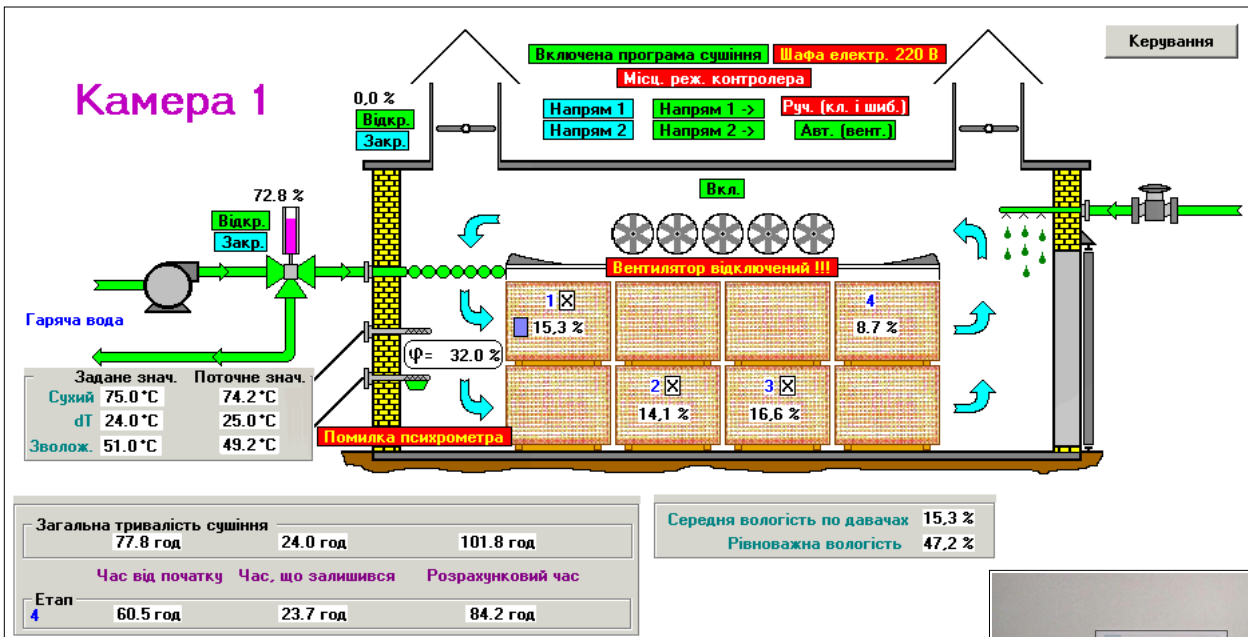 Включена програма сушіння Шафа електр. 220 В
Керування
Місц. реж. контролера
Камера 1
0,0 %
Відкр.
Закр.
Напрям 1 Напрям 1 -> Руч. (кл. і шиб.)
Напрям 2 Напрям 2 -> Авт. (вент.)
72.8 %
Вкл.
Відкр.
Закр.
Вентилятор відключений !!!
Гаряча вода
1 4
15,3 % 8.7 %
φ= 32.0 %
Задане знач. Поточне знач.
Сухий 75.0°C 74.2°C
dT 24.0°C 25.0°C
Зволож. 51.0°C 49.2°C
2 3
14,1 % 16,6 %
Помилка психрометра
Загальна тривалість сушіння
77.8 год 24.0 год 101.8 год
Час від початку Час, що залишився Розрахунковий час
Етап
4 60.5 год 23.7 год 84.2 год
Середня вологість по давачах 15,3 %
Рівноважна вологість 47,2 %